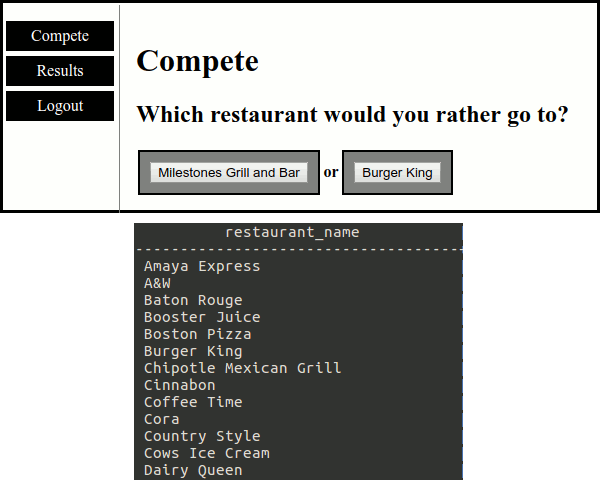 Compete
Results
Logout
Compete
Which restaurant would you rather go to?
Milestones Grill and Bar or Burger King
restaurant_name
-------------------------------------
Amaya Express
A&W
Baton Rouge
Booster Juice
Boston Pizza
Burger King
Chipotle Mexican Grill
Cinnabon
Coffee Time
Cora
Country Style
Cows Ice Cream
Dairy Queen